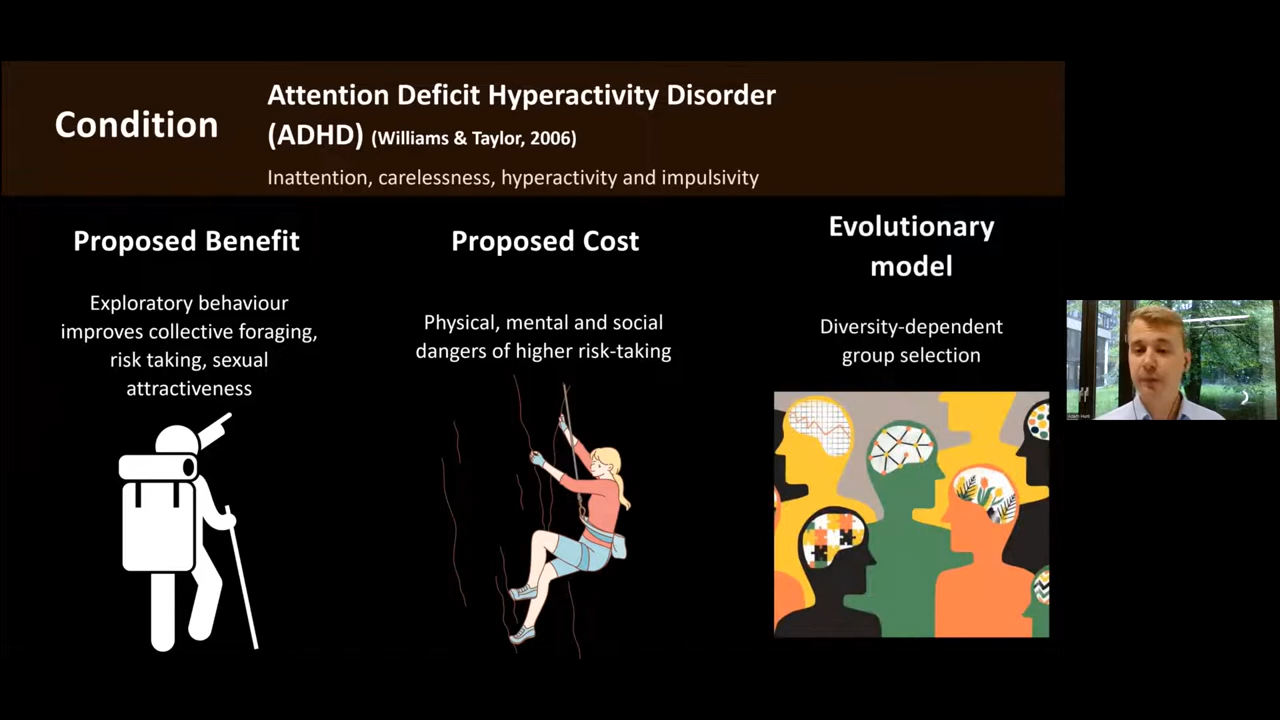 Condition
Attention Deficit Hyperactivity Disorder
(ADHD) (Williams & Taylor, 2006)
Inattention, carelessness, hyperactivity and impulsivity
Proposed Benefit
Exploratory behaviour
improves collective foraging,
risk taking, sexual
attractiveness
Proposed Cost
Physical, mental and social
dangers of higher risk-taking
Evolutionary
model
Diversity-dependent
group selection
Adam Hunt